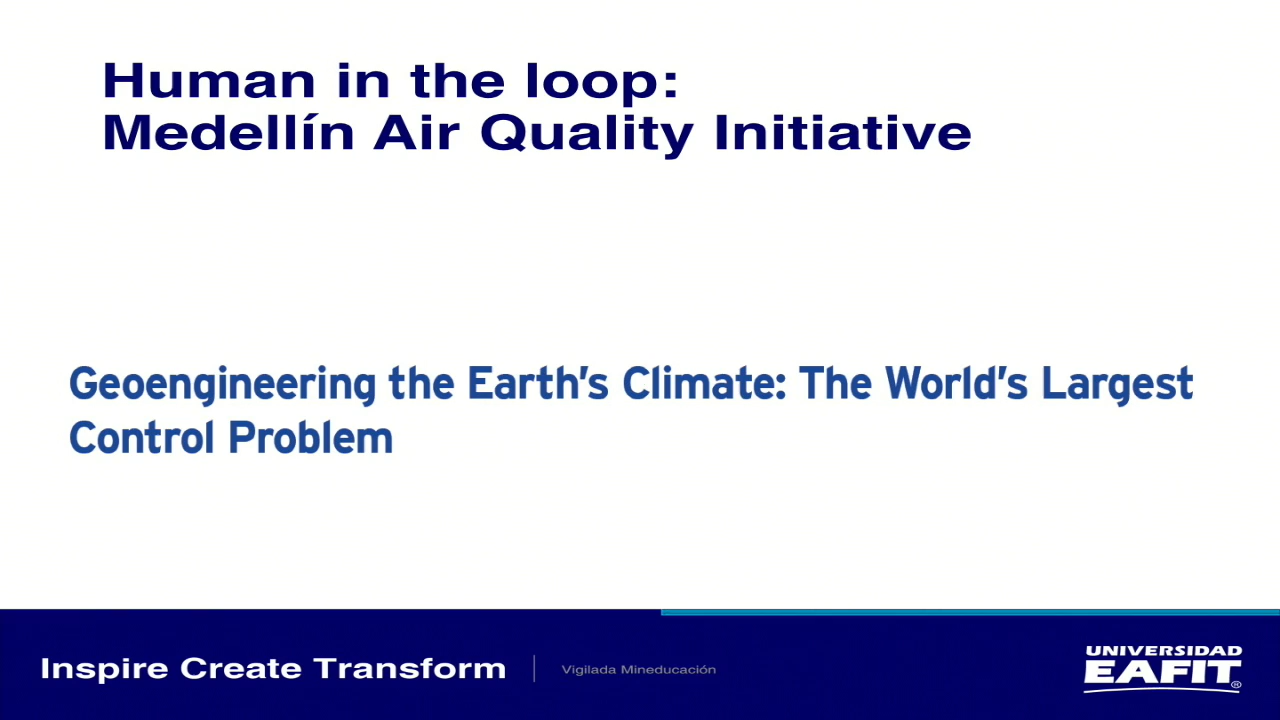 Human in the loop:
Medellín Air Quality Initiative
Geoengineering the Earth's Climate: The World's Largest
Control Problem
Inspire Create Transform
Vigilada Mineducación
UNIVERSIDAD
EAFIT®